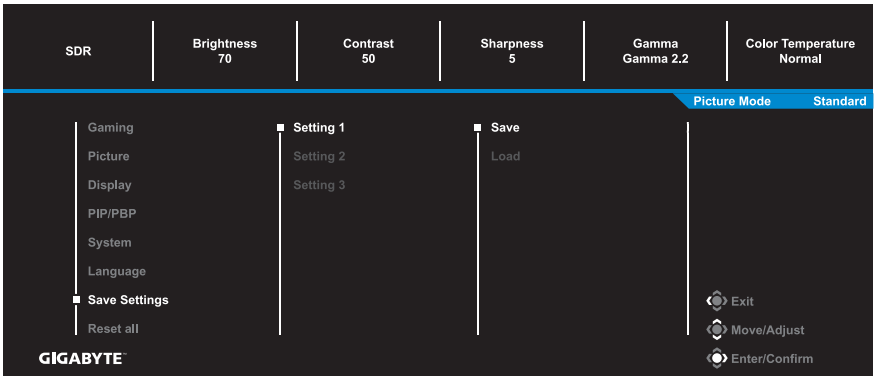 SDR
Brightness
70
Contrast
50
Sharpness
5
Gamma
Gamma 2.2
Color Temperature
Normal
Picture Mode Standard
Gaming
Picture
Display
PIP/PBP
System
Language
Save Settings
Reset all
Setting 1
Setting 2
Setting 3
Save
Load
Exit
Move/Adjust
Enter/Confirm
GIGABYTE™